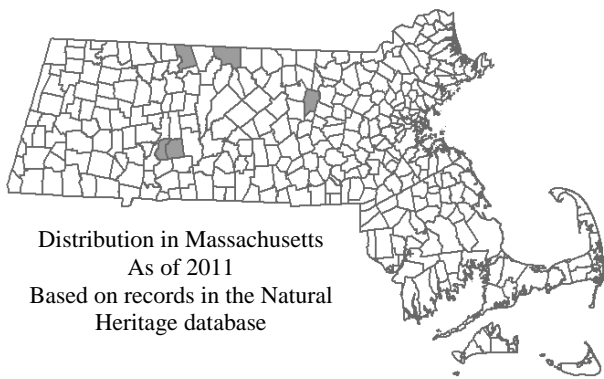 Distribution in Massachusetts
As of 2011
Based on records in the Natural
Heritage database